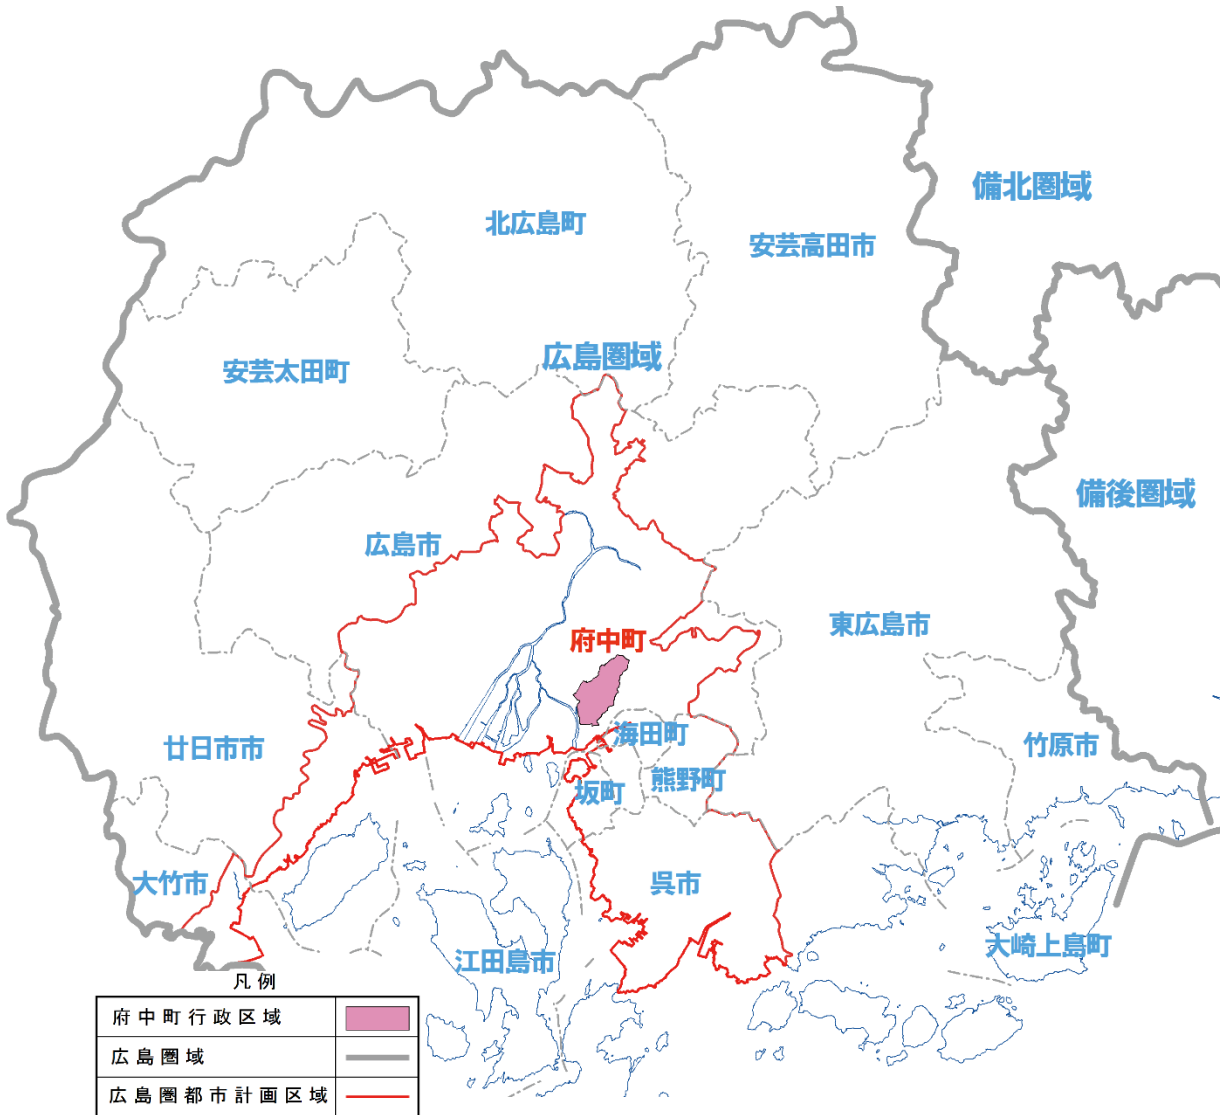 備北圏域
北広島町
安芸高田市
広島圏域
安芸太田町
備後圏域
広島市
東広島市
府中町
海田町
廿日市市
竹原市
熊野町
坂町
大竹市
呉市
江田島市
大崎上島町
凡例
府中町行政区域
広島圏域
広島圏都市計画区域